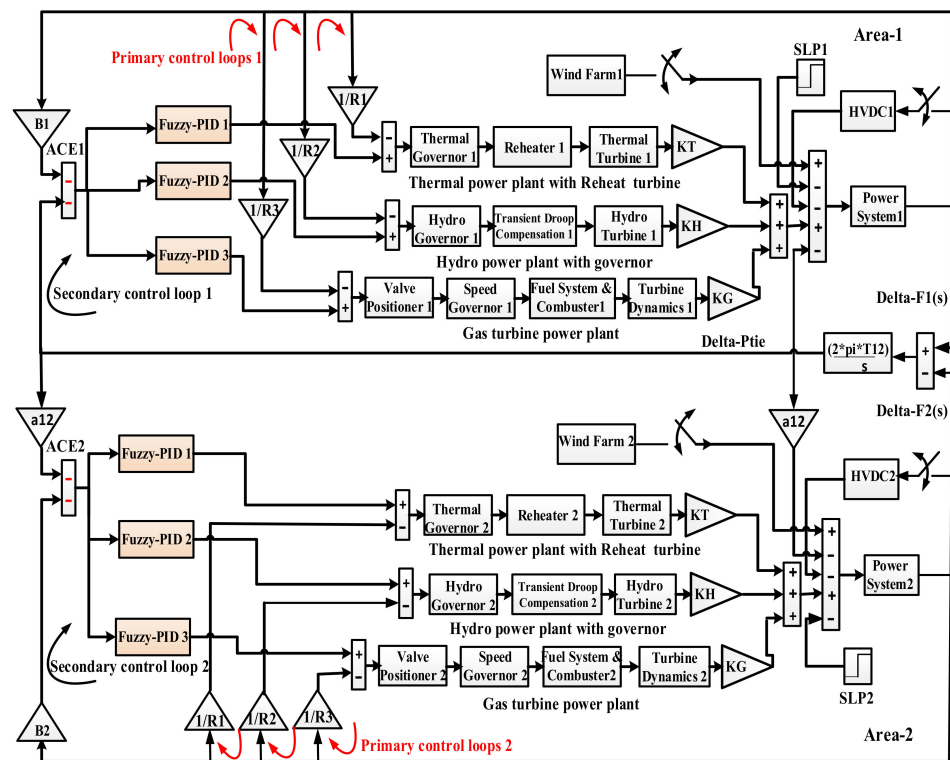 Area-1
SLP1
Primary control loops 1
Wind Farm1
HVDC1
B1
1/R1
ACE1
-
-
Fuzzy-PID 1
1/R2
-
+
Thermal Governor 1
Reheater 1
Thermal Turbine 1
KT
Thermal power plant with Reheat turbine
+
-
-
+
-
Power System1
Fuzzy-PID 2
1/R3
-
+
Hydro Governor 1
Transient Droop Compensation 1
Hydro Turbine 1
KH
+
+
+
Hydro power plant with governor
Fuzzy-PID 3
Secondary control loop 1
-
+
Valve Positioner 1
Speed Governor 1
Fuel System & Combuster1
Turbine Dynamics 1
KG
Gas turbine power plant
Delta-F1(s)
Delta-Ptie
(2*pi*T12)
s
+
-
Delta-F2(s)
a12
a12
ACE2
-
-
Fuzzy-PID 1
Wind Farm 2
HVDC2
+
-
Thermal Governor 2
Reheater 2
Thermal Turbine 2
KT
Thermal power plant with Reheat turbine
+
-
-
+
-
Power System2
Fuzzy-PID 2
+
-
Hydro Governor 2
Transient Droop Compensation 2
Hydro Turbine 2
KH
+
+
+
Hydro power plant with governor
Fuzzy-PID 3
Secondary control loop 2
+
-
Valve Positioner 2
Speed Governor 2
Fuel System & Combuster2
Turbine Dynamics 2
KG
Gas turbine power plant
SLP2
B2
1/R1
1/R2
1/R3
Primary control loops 2
Area-2